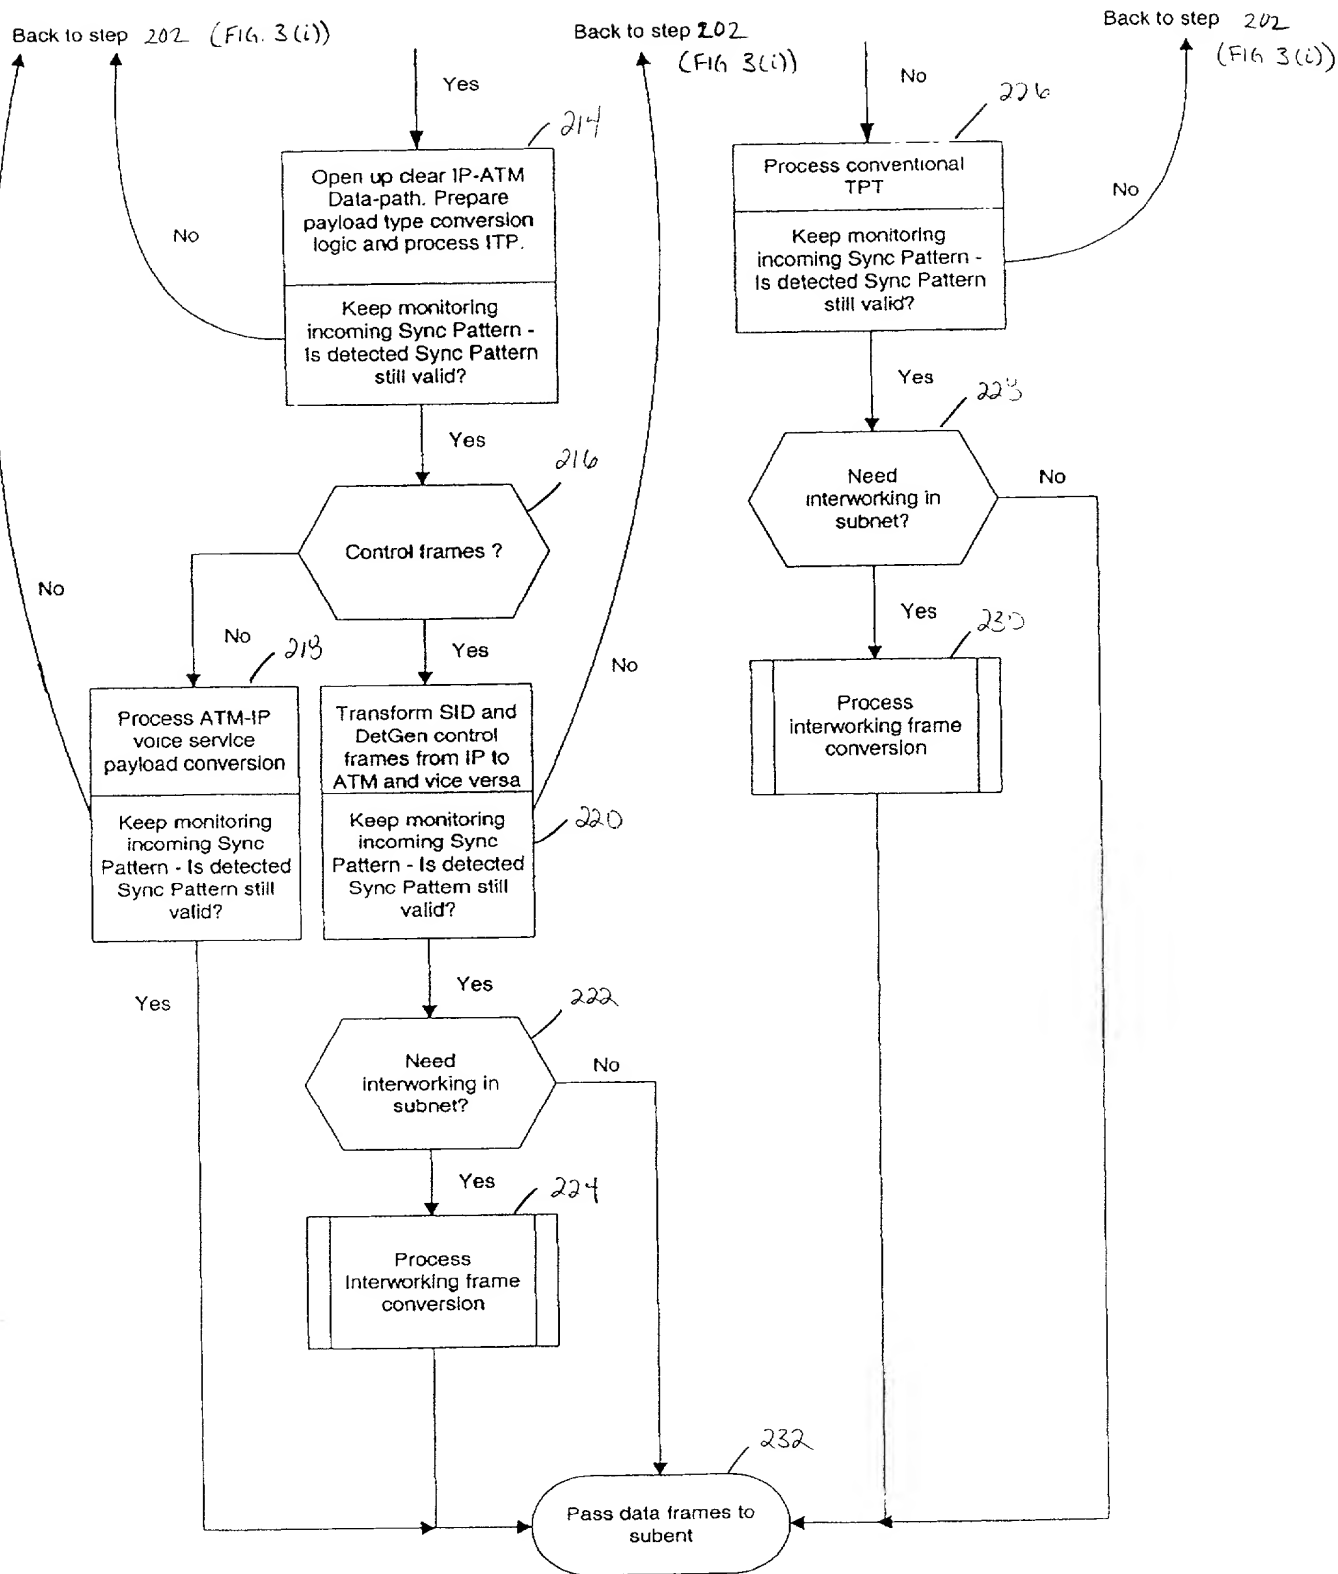 Back to step 202 (FIG. 3(i))
Back to step 202
(FIG 3(i))
Back to step 202
(FIG 3(i))
Yes
No
214
226
Open up clear IP-ATM
Data-path. Prepare
payload type conversion
logic and process ITP.
Process conventional
TPT
No
No
Keep monitoring
incoming Sync Pattern -
Is detected Sync Pattern
still valid?
Keep monitoring
incoming Sync Pattern -
Is detected Sync Pattern
still valid?
Yes
228
Yes
216
Need
interworking in
subnet?
No
Control frames ?
No
Yes
230
No
218
Yes
No
Process ATM-IP
voice service
payload conversion
Transform SID and
DetGen control
frames from IP to
ATM and vice versa
Process
interworking frame
conversion
Keep monitoring
incoming Sync
Pattern - Is detected
Sync Pattern still
valid?
Keep monitoring
incoming Sync
Pattern - Is detected
Sync Pattern still
valid?
220
Yes
Yes
222
Need
interworking in
subnet?
No
Yes
224
Process
Interworking frame
conversion
232
Pass data frames to
subent